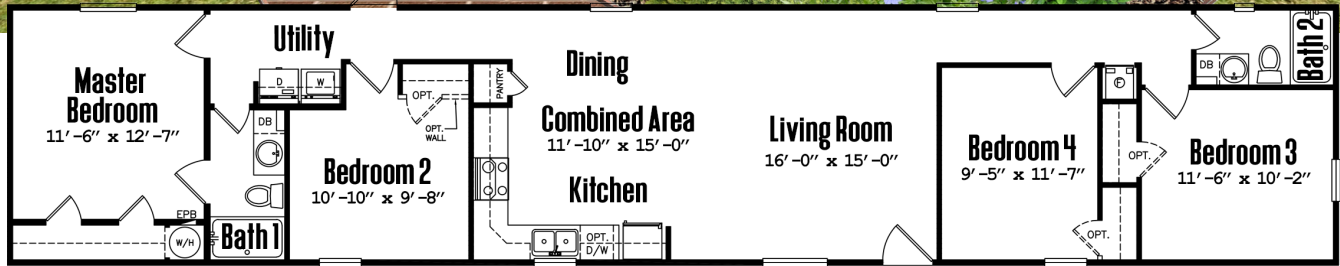 Master
Bedroom
11'-6" x 12'-7"
EPB
W/H
Utility
D
W
DB
Bath 1
Bedroom 2
10'-10" x 9'-8"
OPT.
OPT.
WALL
PANTRY
Dining
Combined Area
11'-10" x 15'-0"
Kitchen
OPT.
D/W
Living Room
16'-0" x 15'-0"
Bedroom 4
9'-5" x 11'-7"
OPT.
F
OPT.
Bedroom 3
11'-6" x 10'-2"
DB
Bath 2